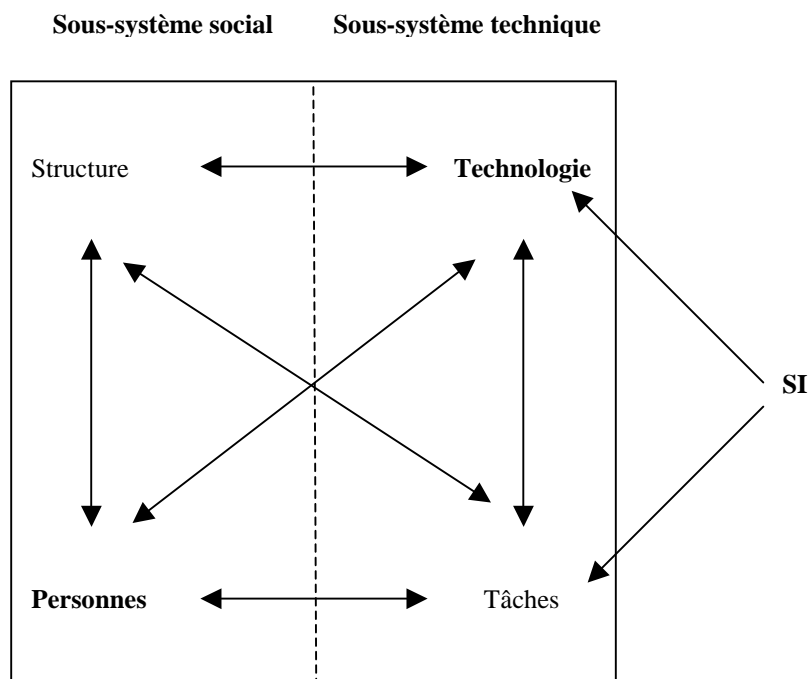 Sous-système social Sous-système technique
Structure Technologie
SI
Personnes Tâches